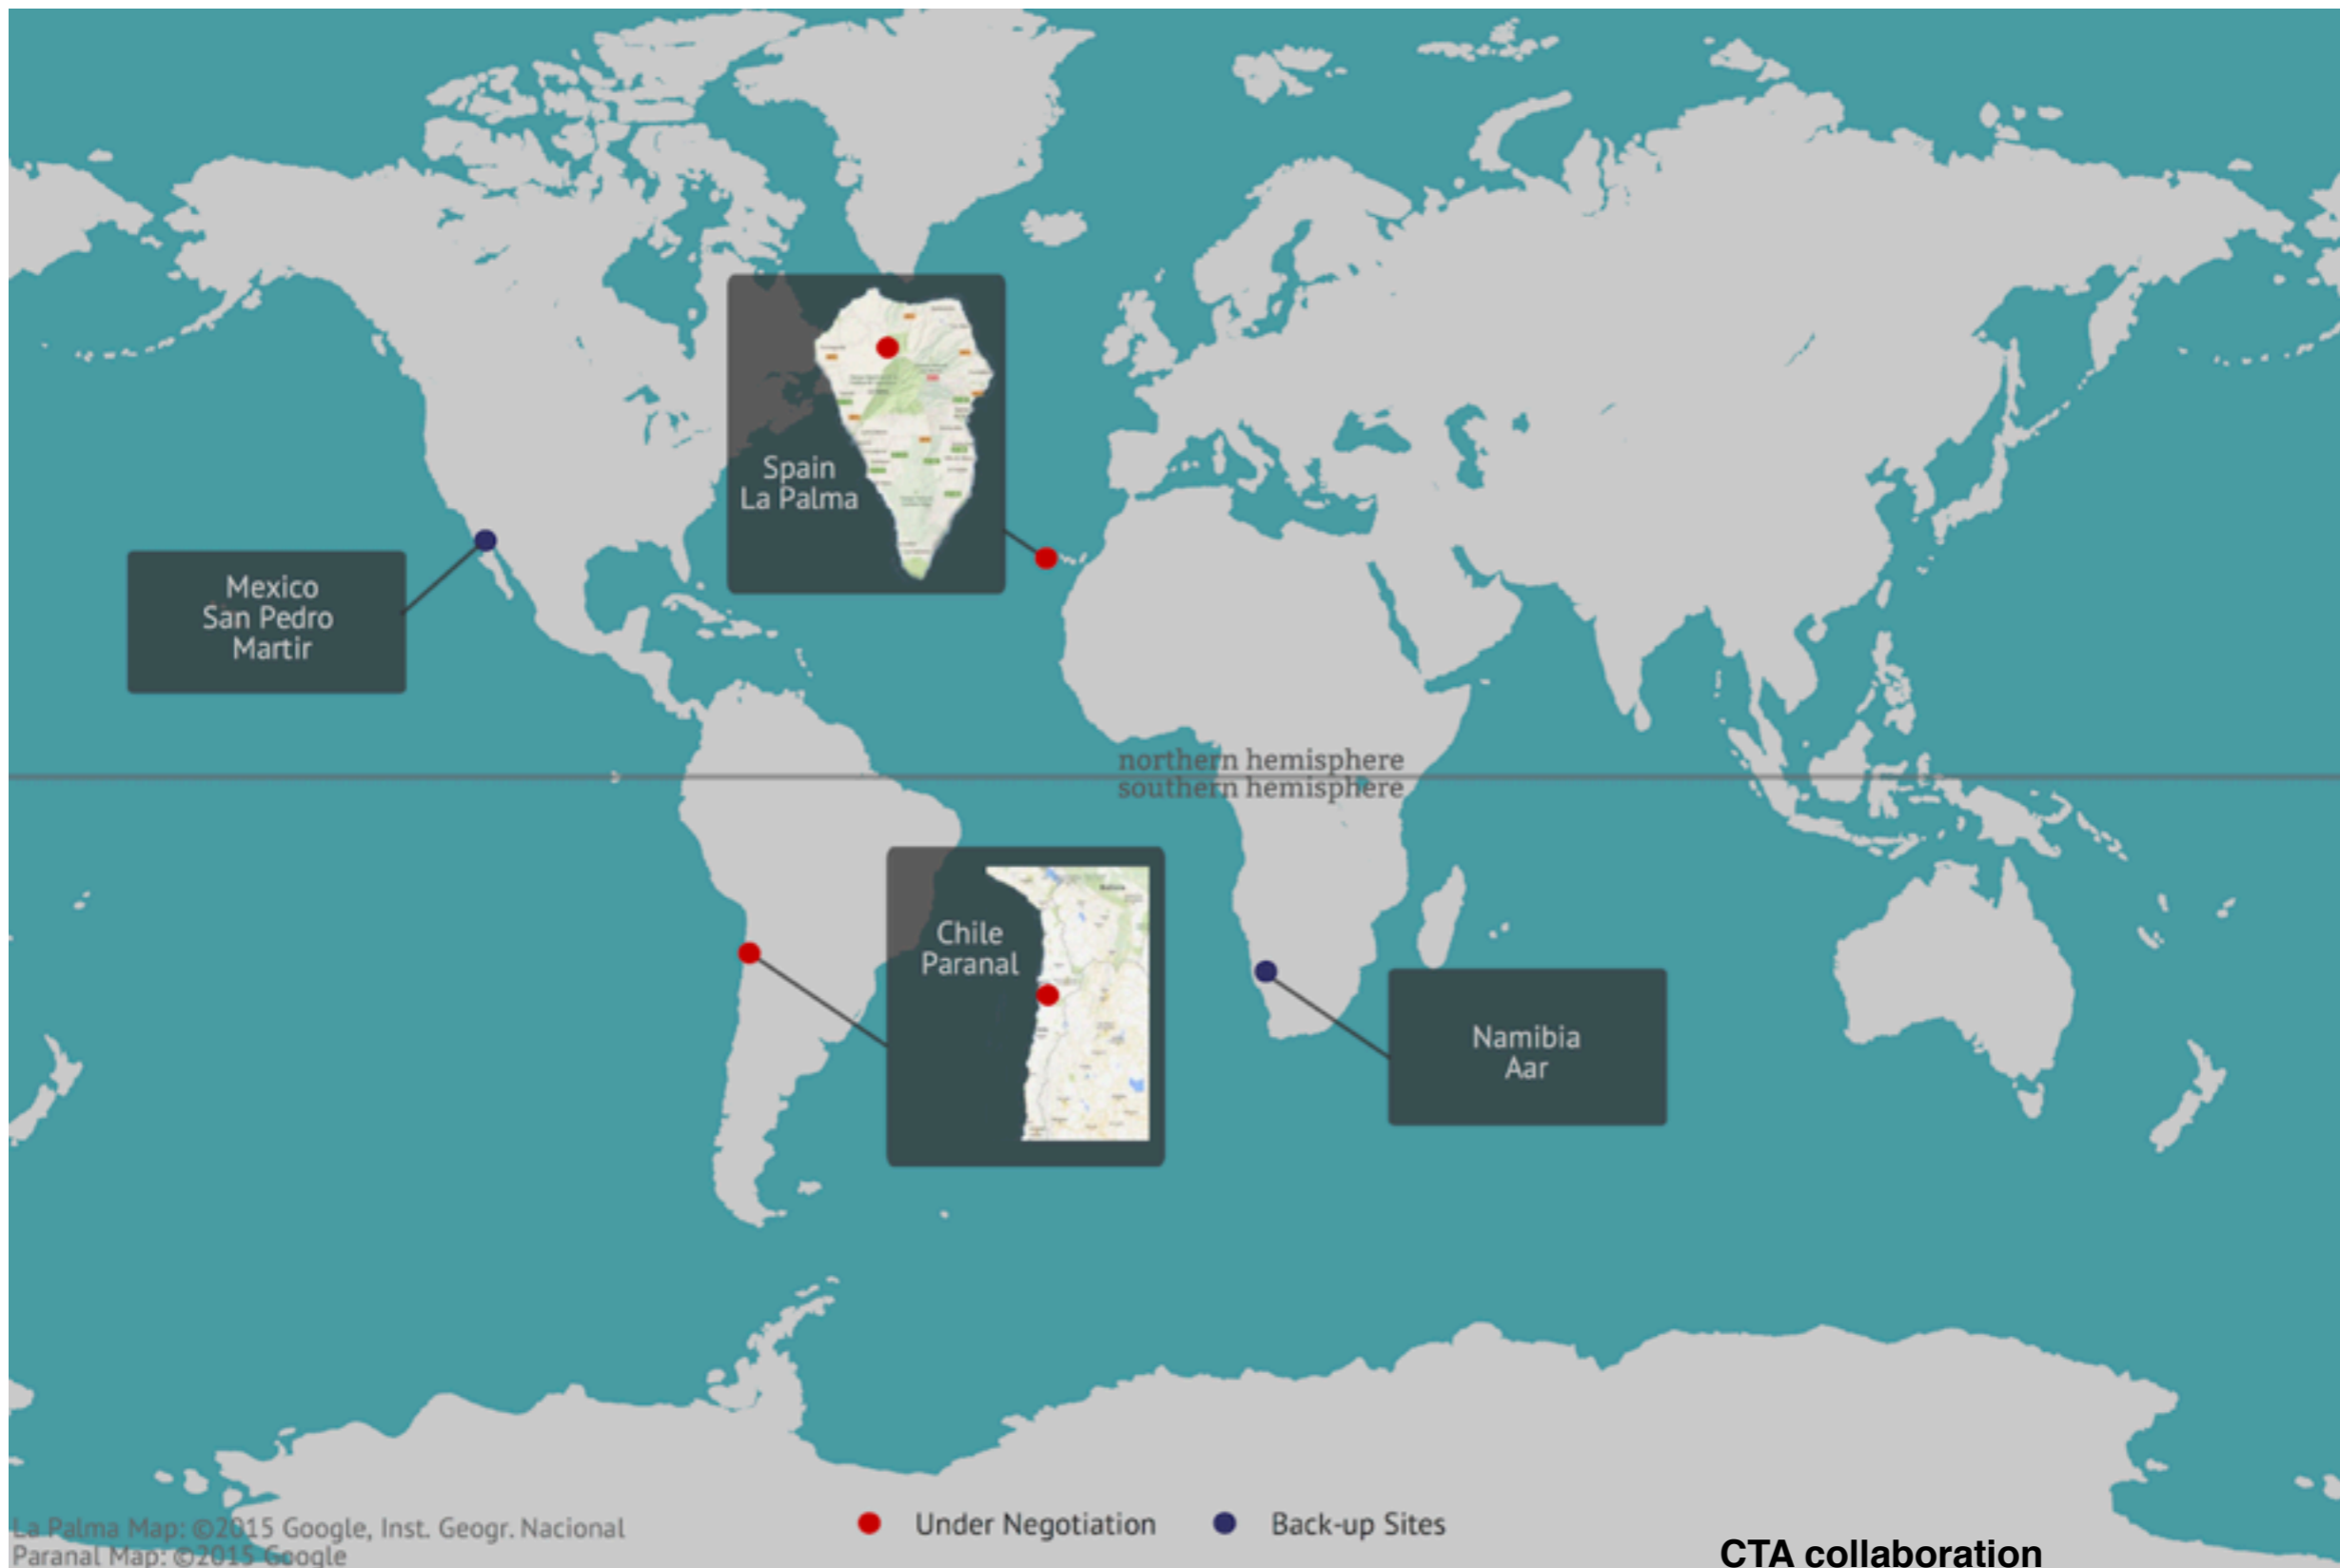 Spain
La Palma
Mexico
San Pedro
Martir
northern hemisphere
southern hemisphere
Chile
Paranal
Namibia
Aar
La Palma Map: ©2015 Google, Inst. Geogr. Nacional
Paranal Map: ©2015 Google
Under Negotiation
Back-up Sites
CTA collaboration